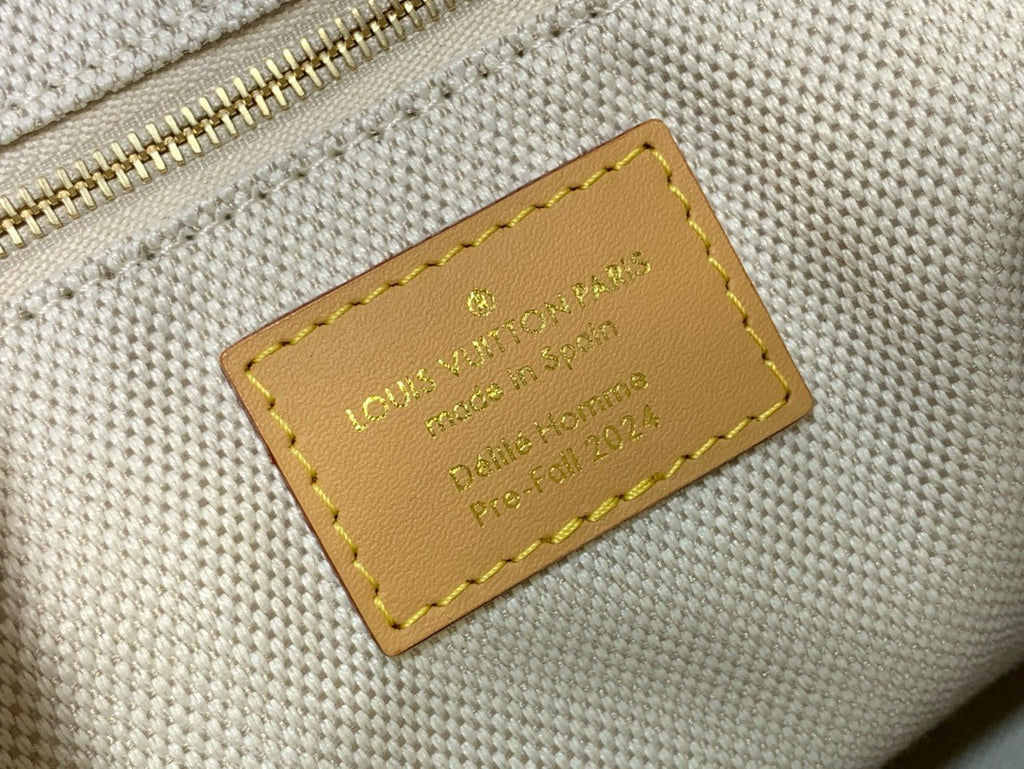 ®
LOUIS VUITTON PARIS
made in Spain
Défilé Homme
Pre-Fall 2024